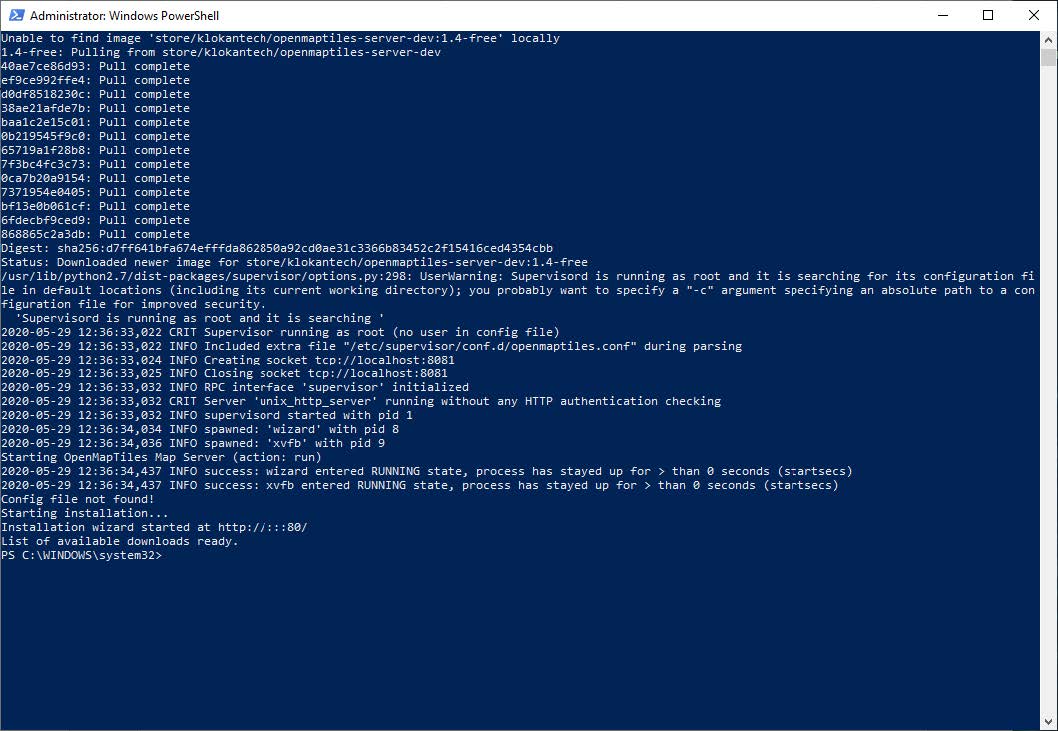 Administrator: Windows PowerShell
Unable to find image 'store/klokantech/openmaptiles-server-dev:1.4-free' locally
1.4-free: Pulling from store/klokantech/openmaptiles-server-dev
40ae7ce86d93: Pull complete
ef9ce992ffe4: Pull complete
d0df8518230c: Pull complete
38ae21afde7b: Pull complete
baa1c2e15c01: Pull complete
0b219545f9c0: Pull complete
65719a1f28b8: Pull complete
7f3bc4fc3c73: Pull complete
0ca7b20a9154: Pull complete
7371954e0405: Pull complete
bf13e0b061cf: Pull complete
6fdecbf9ced9: Pull complete
868865c2a3db: Pull complete
Digest: sha256:d7ff641bfa674efffda862850a92cd0ae31c3366b83452c2f15416ced4354cbb
Status: Downloaded newer image for store/klokantech/openmaptiles-server-dev:1.4-free
/usr/lib/python2.7/dist-packages/supervisor/options.py:298: UserWarning: Supervisord is running as root and it is searching for its configuration fi
le in default locations (including its current working directory); you probably want to specify a "-c" argument specifying an absolute path to a con
figuration file for improved security.
  'Supervisord is running as root and it is searching '
2020-05-29 12:36:33,022 CRIT Supervisor running as root (no user in config file)
2020-05-29 12:36:33,022 INFO Included extra file "/etc/supervisor/conf.d/openmaptiles.conf" during parsing
2020-05-29 12:36:33,024 INFO Creating socket tcp://localhost:8081
2020-05-29 12:36:33,025 INFO Closing socket tcp://localhost:8081
2020-05-29 12:36:33,032 INFO RPC interface 'supervisor' initialized
2020-05-29 12:36:33,032 CRIT Server 'unix_http_server' running without any HTTP authentication checking
2020-05-29 12:36:33,032 INFO supervisord started with pid 1
2020-05-29 12:36:34,034 INFO spawned: 'wizard' with pid 8
2020-05-29 12:36:34,036 INFO spawned: 'xvfb' with pid 9
Starting OpenMapTiles Map Server (action: run)
2020-05-29 12:36:34,437 INFO success: wizard entered RUNNING state, process has stayed up for > than 0 seconds (startsecs)
2020-05-29 12:36:34,437 INFO success: xvfb entered RUNNING state, process has stayed up for > than 0 seconds (startsecs)
Config file not found!
Starting installation...
Installation wizard started at http://:::80/
List of available downloads ready.
PS C:\WINDOWS\system32>